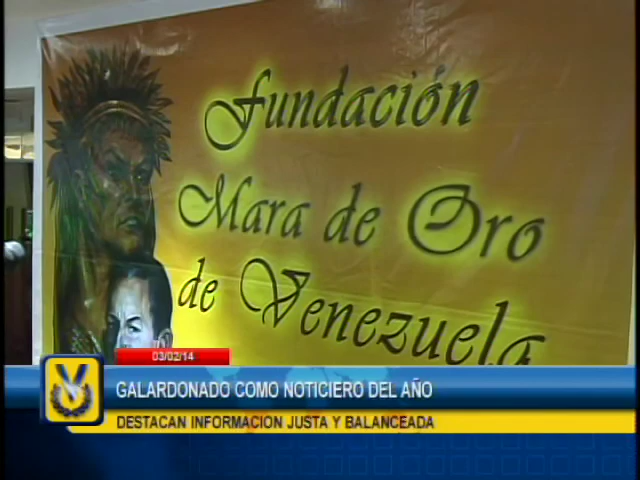 Fundación
Mara de Oro
de Venezuela
03/02/14
GALARDONADO COMO NOTICIERO DEL AÑO
DESTACAN INFORMACION JUSTA Y BALANCEADA